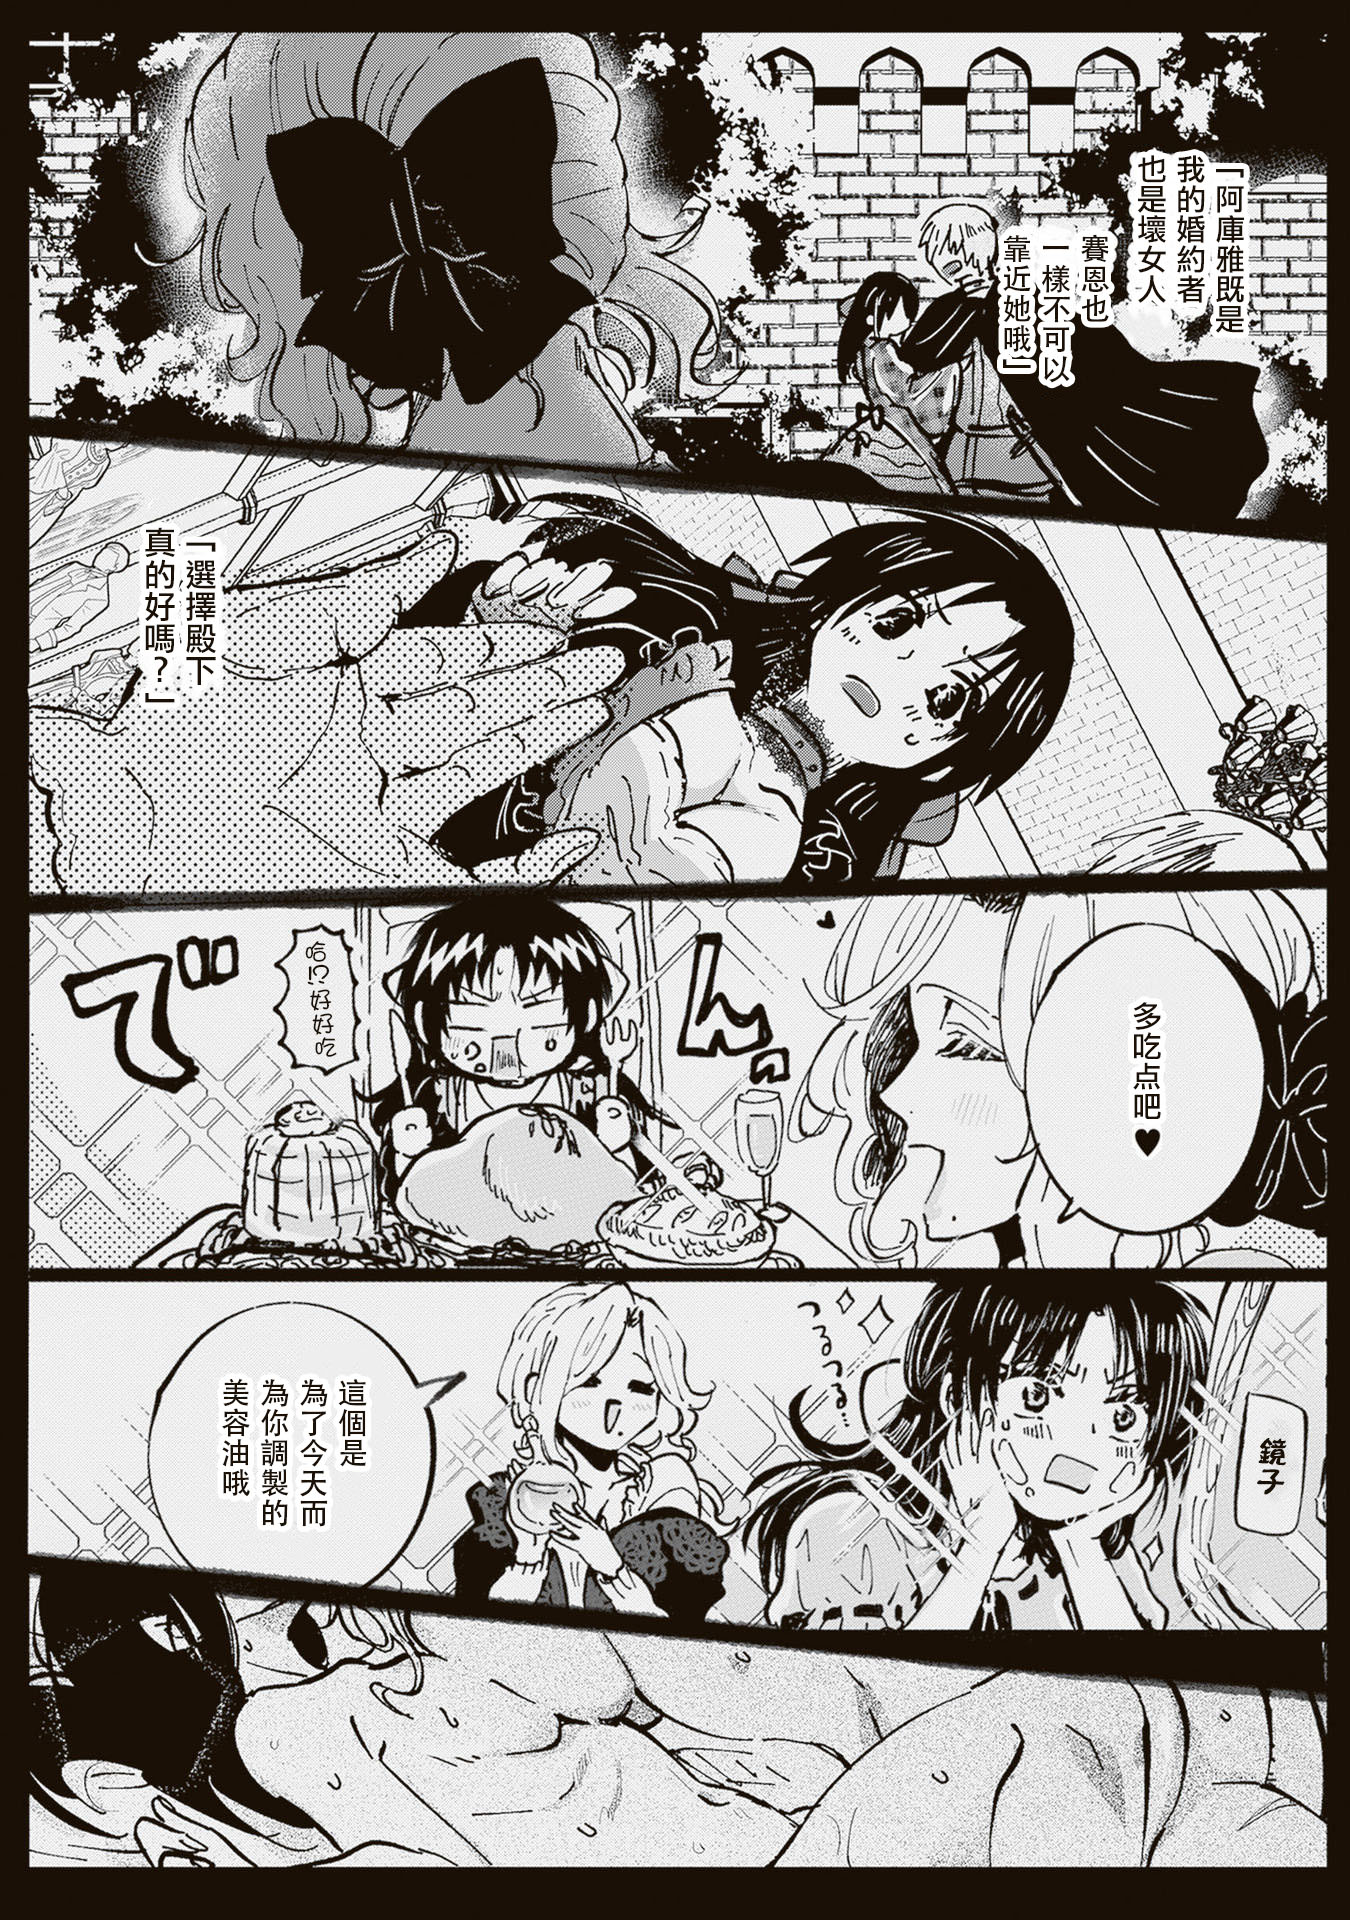 「阿庫雅既是
我的婚約者
也是壞女人
賽恩也
一樣不可以
靠近她哦」
「選擇殿下
真的好嗎？」
多吃点吧♥
でん
哈!?好好吃
鏡子
つるつる
這個是
為了今天而
為你調製的
美容油哦